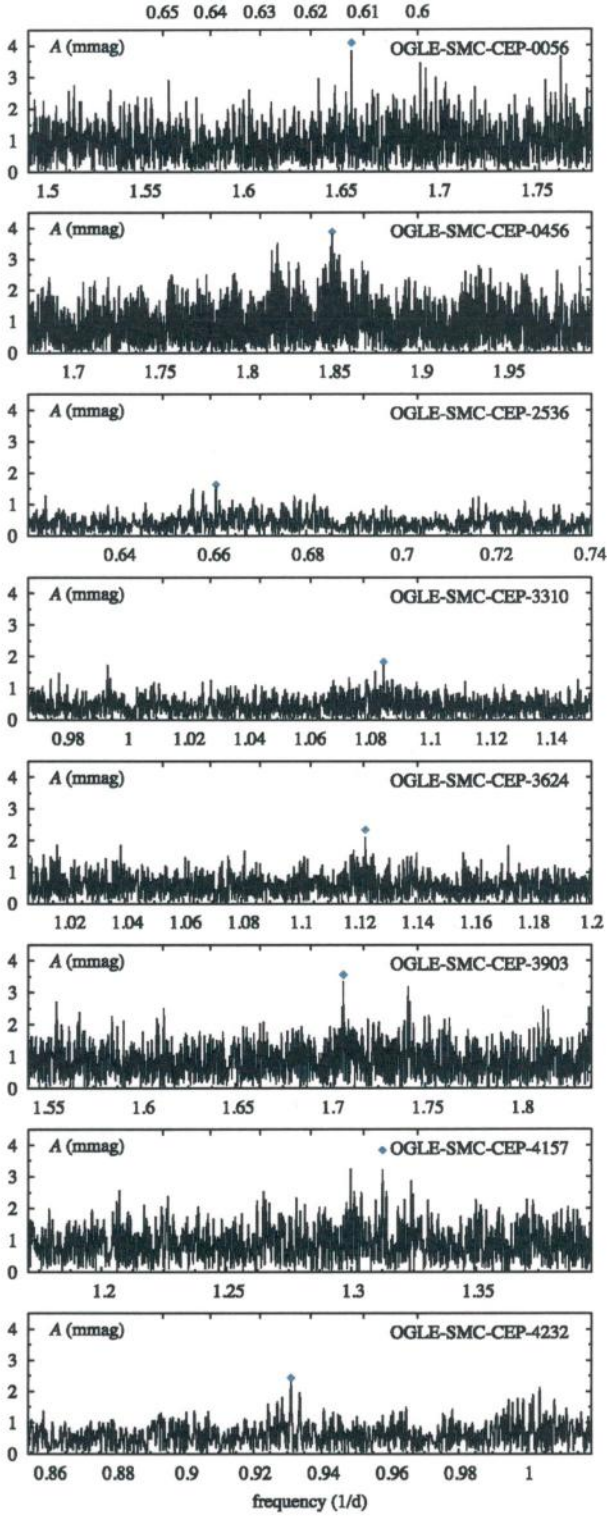 0.65 0.64 0.63 0.62 0.61 0.6
4 A (mmag) OGLE-SMC-CEP-0056
3
2
1
0
1.5 1.55 1.6 1.65 1.7 1.75
4 A (mmag) OGLE-SMC-CEP-0456
3
2
1
0
1.7 1.75 1.8 1.85 1.9 1.95
4 A (mmag) OGLE-SMC-CEP-2536
3
2
1
0
0.64 0.66 0.68 0.7 0.72 0.74
4 A (mmag) OGLE-SMC-CEP-3310
3
2
1
0
0.98 1 1.02 1.04 1.06 1.08 1.1 1.12 1.14
4 A (mmag) OGLE-SMC-CEP-3624
3
2
1
0
1.02 1.04 1.06 1.08 1.1 1.12 1.14 1.16 1.18 1.2
4 A (mmag) OGLE-SMC-CEP-3903
3
2
1
0
1.55 1.6 1.65 1.7 1.75 1.8
4 A (mmag) OGLE-SMC-CEP-4157
3
2
1
0
1.2 1.25 1.3 1.35
4 A (mmag) OGLE-SMC-CEP-4232
3
2
1
0
0.86 0.88 0.9 0.92 0.94 0.96 0.98 1
frequency (1/d)